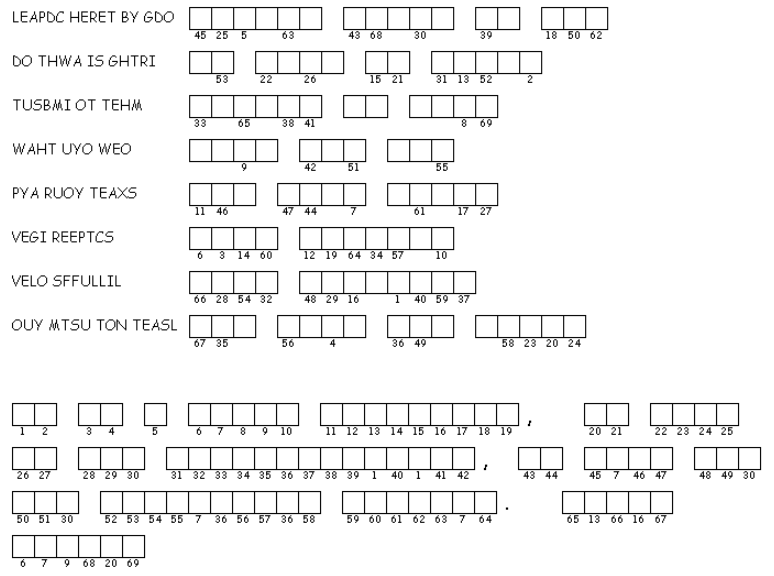 LEAPDC HERET BY GDO
45 25 5 63 43 68 30 39 18 50 62
DO THWA IS GHTRI
53 22 26 15 21 31 13 52 2
TUSBMI OT TEHM
33 65 38 41 8 69
WAHT UYO WEO
9 42 51 55
PYA RUOY TEAXS
11 46 47 44 7 61 17 27
VEGI REEPTCS
6 3 14 60 12 19 64 34 57 10
VELO SFFULLIL
66 28 54 32 48 29 16 1 40 59 37
OUY MTSU TON TEASL
67 35 56 4 36 49 58 23 20 24
, 
1 2 3 4 5 6 7 8 9 10 11 12 13 14 15 16 17 18 19 20 21 22 23 24 25
,
26 27 28 29 30 31 32 33 34 35 36 37 38 39 1 40 1 41 42 43 44 45 7 46 47 48 49 30
.
50 51 30 52 53 54 55 7 36 56 57 36 58 59 60 61 62 63 7 64 65 13 66 16 67
6 7 9 68 20 69